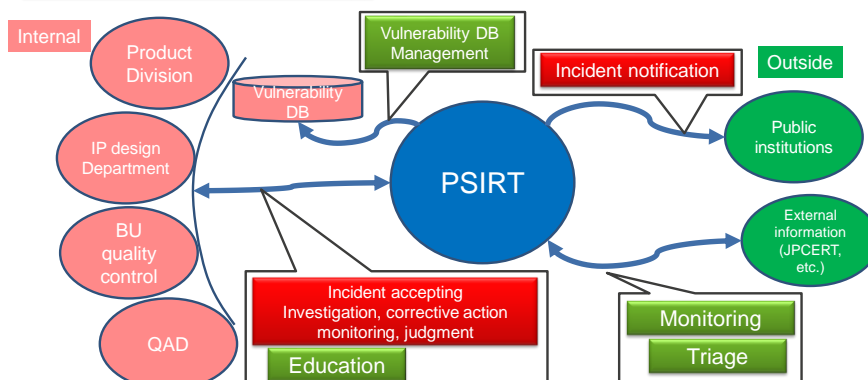 Internal
Product
Division
IP design
Department
BU
quality
control
QAD
Vulnerability
DB
Vulnerability DB
Management
PSIRT
Incident notification
Outside
Public
institutions
External
information
(JPCERT,
etc.)
Incident accepting
Investigation, corrective action
monitoring, judgment
Education
Monitoring
Triage